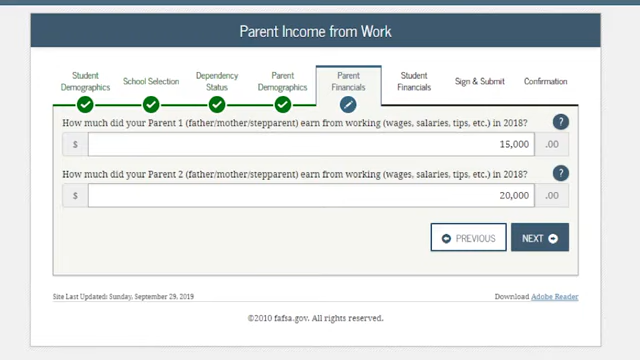 Parent Income from Work
Student Demographics
School Selection
Dependency Status
Parent Demographics
Parent Financials
Student Financials
Sign & Submit
Confirmation
How much did your Parent 1 (father/mother/stepparent) earn from working (wages, salaries, tips, etc.) in 2018? ?
$ 15,000 .00
How much did your Parent 2 (father/mother/stepparent) earn from working (wages, salaries, tips, etc.) in 2018? ?
$ 20,000 .00
PREVIOUS NEXT
Site Last Updated: Sunday, September 29, 2019 Download Adobe Reader
©2010 fafsa.gov. All rights reserved.